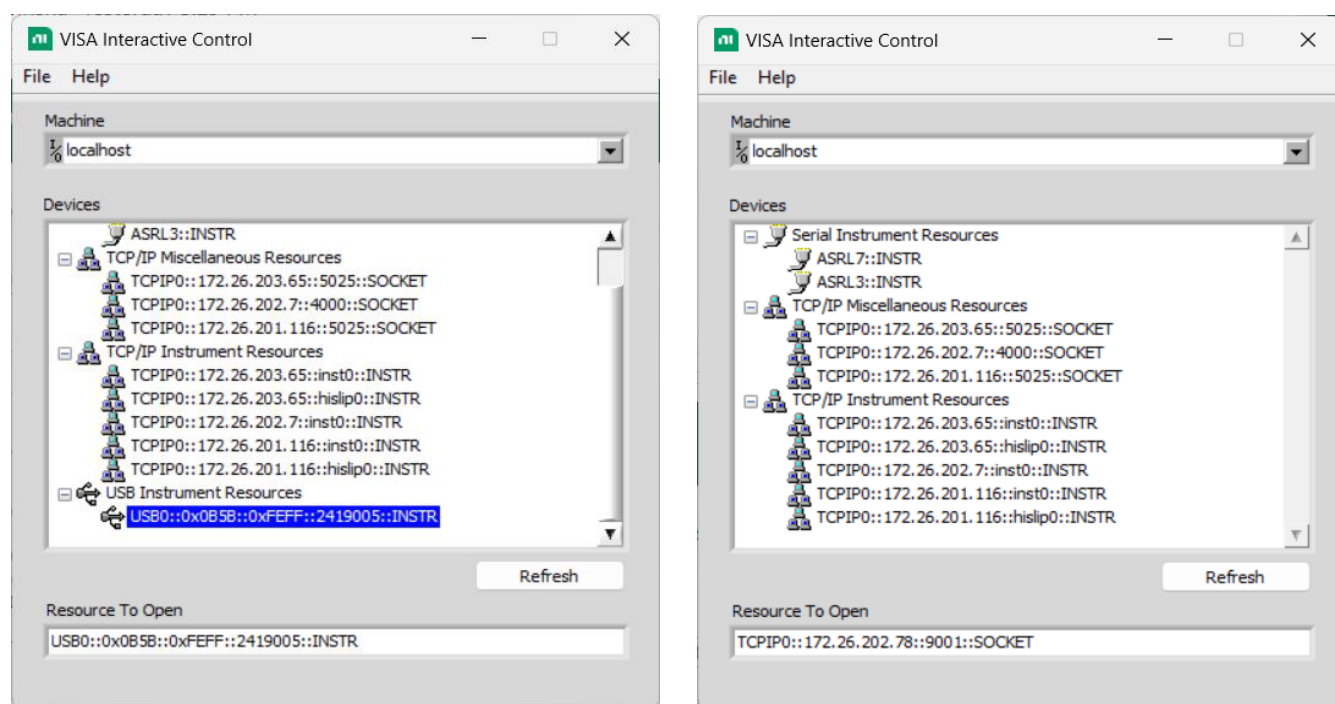 VISA Interactive Control
File Help
Machine
localhost
Devices
ASRL3::INSTR
TCP/IP Miscellaneous Resources
TCPIP0::172.26.203.65::5025::SOCKET
TCPIP0::172.26.202.7::4000::SOCKET
TCPIP0::172.26.201.116::5025::SOCKET
TCP/IP Instrument Resources
TCPIP0::172.26.203.65::inst0::INSTR
TCPIP0::172.26.203.65::hislip0::INSTR
TCPIP0::172.26.202.7::inst0::INSTR
TCPIP0::172.26.201.116::inst0::INSTR
TCPIP0::172.26.201.116::hislip0::INSTR
USB Instrument Resources
USB0::0x0B5B::0xFEFF::2419005::INSTR
Refresh
Resource To Open
USB0::0x0B5B::0xFEFF::2419005::INSTR
VISA Interactive Control
File Help
Machine
localhost
Devices
Serial Instrument Resources
ASRL7::INSTR
ASRL3::INSTR
TCP/IP Miscellaneous Resources
TCPIP0::172.26.203.65::5025::SOCKET
TCPIP0::172.26.202.7::4000::SOCKET
TCPIP0::172.26.201.116::5025::SOCKET
TCP/IP Instrument Resources
TCPIP0::172.26.203.65::inst0::INSTR
TCPIP0::172.26.203.65::hislip0::INSTR
TCPIP0::172.26.202.7::inst0::INSTR
TCPIP0::172.26.201.116::inst0::INSTR
TCPIP0::172.26.201.116::hislip0::INSTR
Refresh
Resource To Open
TCPIP0::172.26.202.78::9001::SOCKET